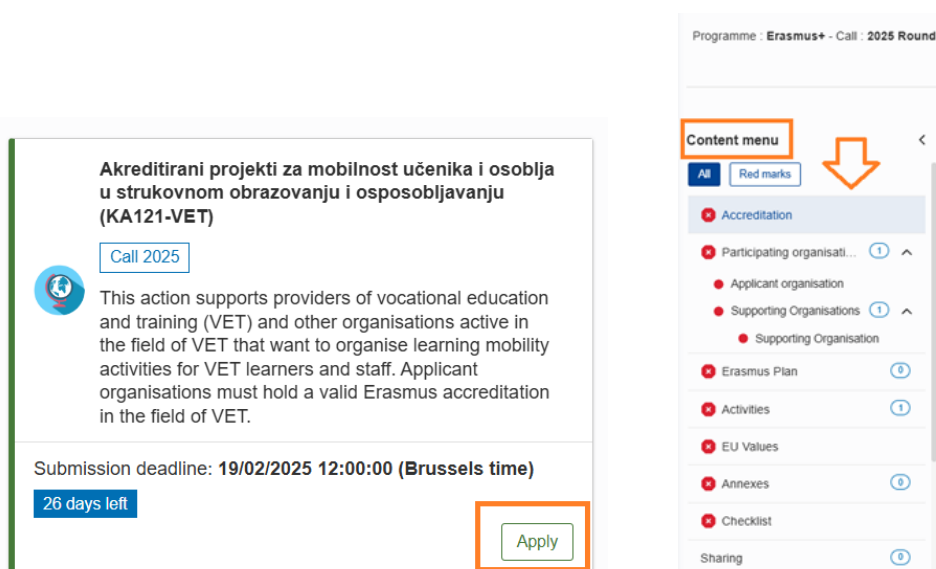 Akreditirani projekti za mobilnost učenika i osoblja
u strukovnom obrazovanju i osposobljavanju
(KA121-VET)
Call 2025
This action supports providers of vocational education
and training (VET) and other organisations active in
the field of VET that want to organise learning mobility
activities for VET learners and staff. Applicant
organisations must hold a valid Erasmus accreditation
in the field of VET.
Submission deadline: 19/02/2025 12:00:00 (Brussels time)
26 days left
Apply
Programme : Erasmus+ - Call : 2025 Round
Content menu
All Red marks
Accreditation
Participating organisati... 1
Applicant organisation
Supporting Organisations 1
Supporting Organisation
Erasmus Plan 0
Activities 1
EU Values
Annexes 0
Checklist
Sharing 0